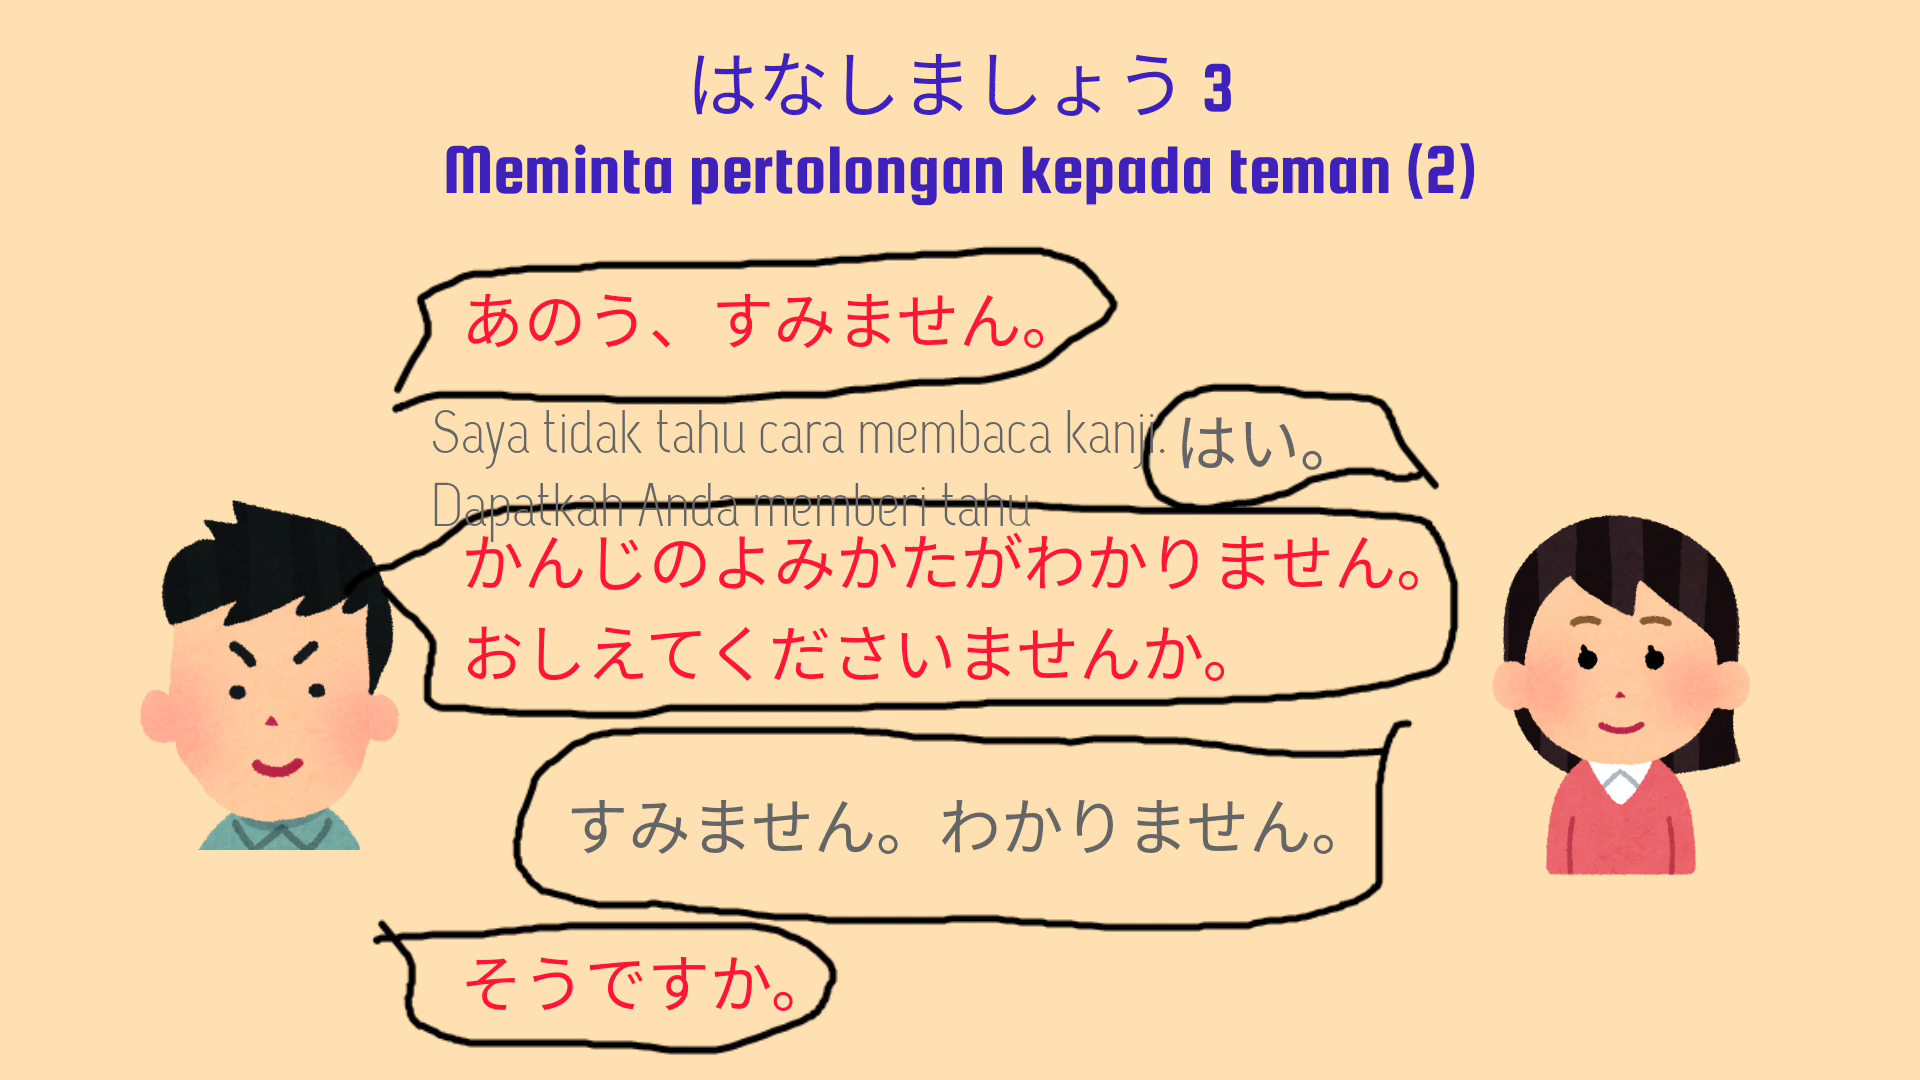 はなしましょう 3
Meminta pertolongan kepada teman (2)
あのう、すみません。
Saya tidak tahu cara membaca kanji.
はい。
Dapatkah Anda memberi tahu
かんじのよみかたがわかりません。
おしえてくださいませんか。
すみません。わかりません。
そうですか。